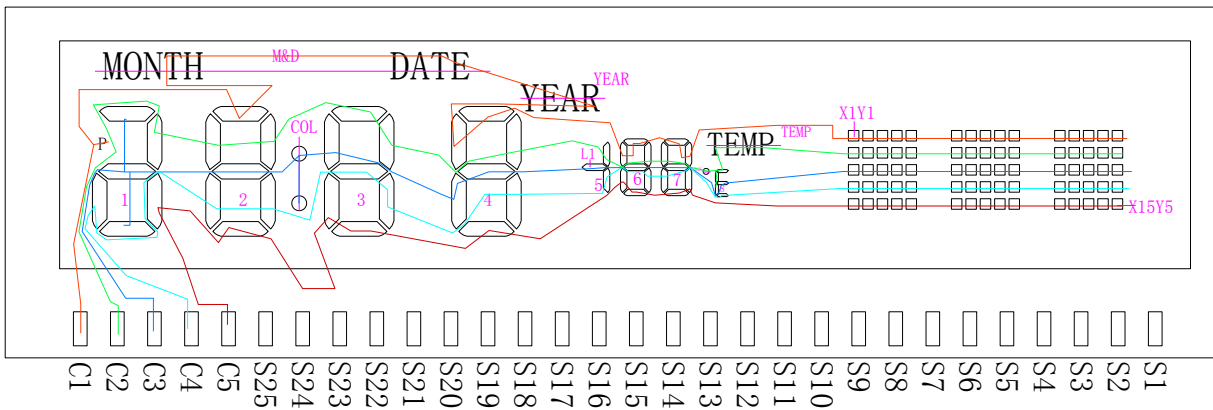 MONTH M&D DATE
YEAR
YEAR
X1Y1
P COL TEMP TEMP
L1
1 2 3 4 5 6 7
X15Y5
C1 C2 C3 C4 C5 S25 S24 S23 S22 S21 S20 S19 S18 S17 S16 S15 S14 S13 S12 S11 S10 S9 S8 S7 S6 S5 S4 S3 S2 S1